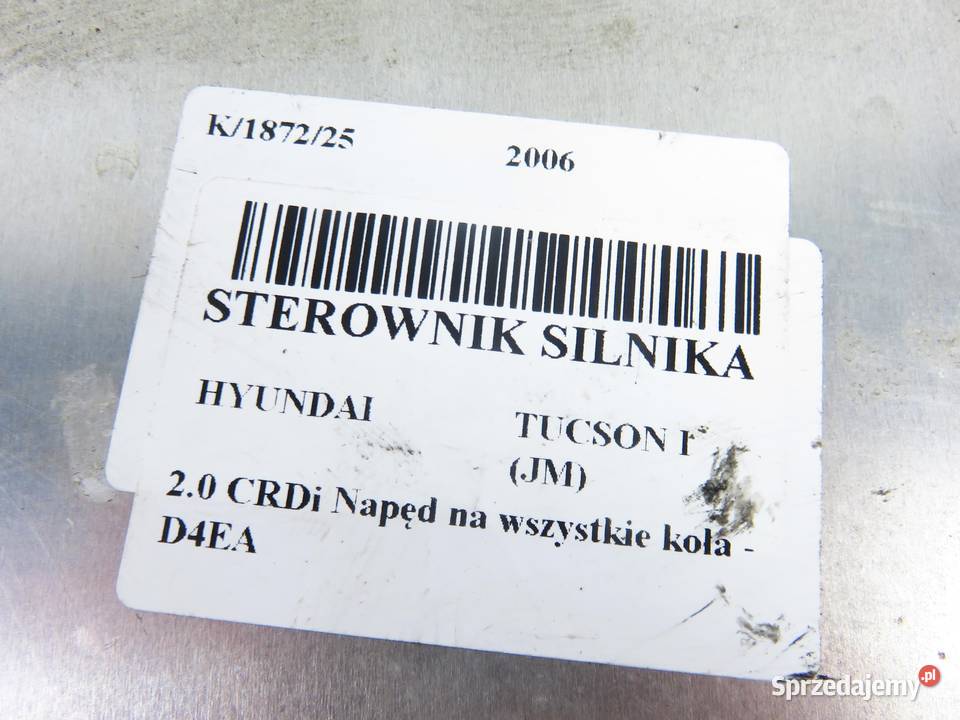 K/1872/25 2006
STEROWNIK SILNIKA
HYUNDAI TUCSON I
(JM)
2.0 CRDi Napęd na wszystkie koła -
D4EA
Sprzedajemy.pl